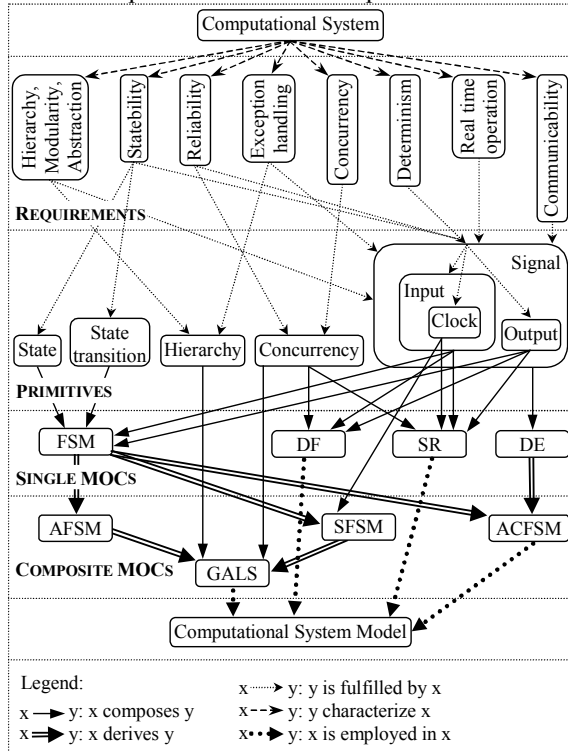 Computational System
Hierarchy,
Modularity,
Abstraction
Statebility
Reliability
Exception
handling
Concurrency
Determinism
Real time
operation
Communicability
REQUIREMENTS
Signal
Input
Clock
Output
State
State
transition
Hierarchy
Concurrency
PRIMITIVES
FSM
DF
SR
DE
SINGLE MOCS
AFSM
SFSM
ACFSM
COMPOSITE MOCS
GALS
Computational System Model
Legend:
x y: y is fulfilled by x
x y: x composes y
x y: y characterize x
x y: x derives y
x y: x is employed in x